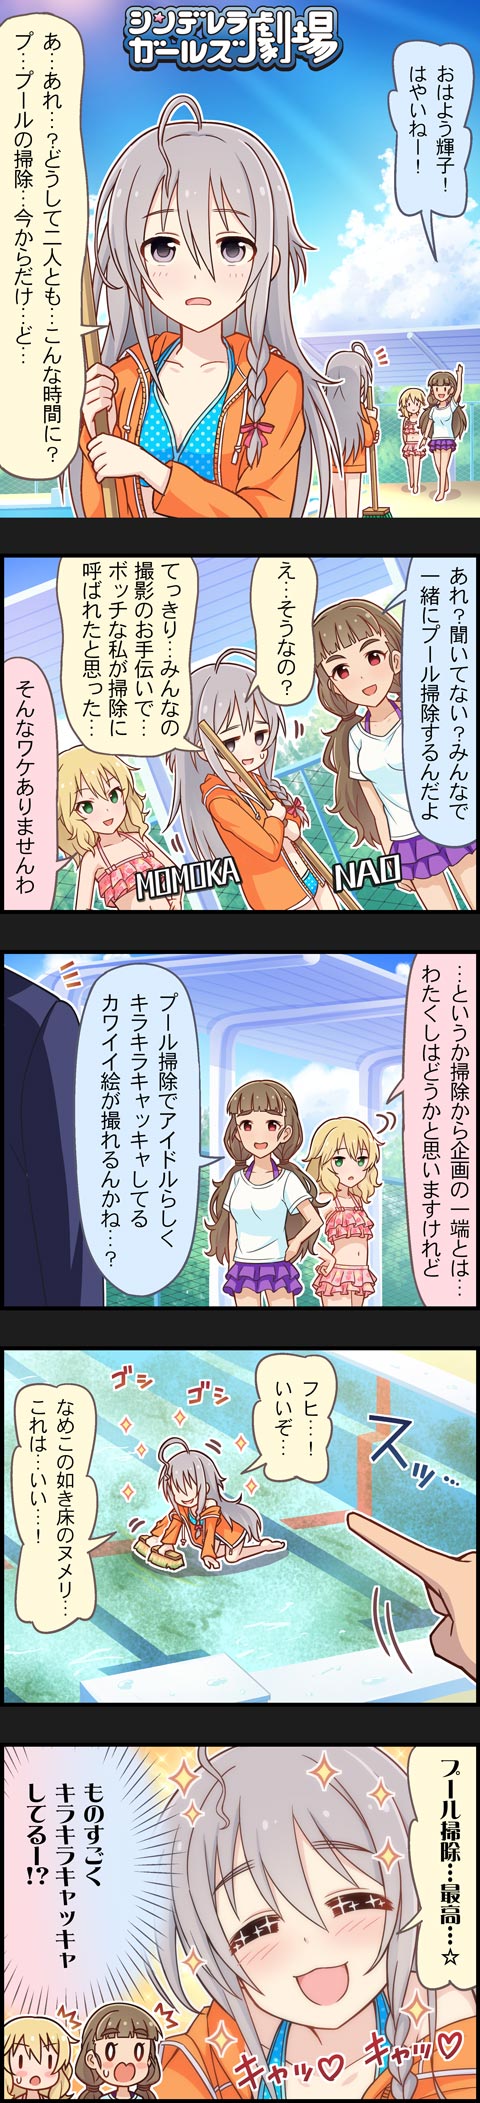 シンデレラ
ガールズ劇場
おはよう輝子！
はやいねー！
あ…あれ…？どうして二人とも…こんな時間に？
プ…プールの掃除…今からだけ…ど…
あれ？聞いてない？みんなで
一緒にプール掃除するんだよ
え…そうなの？
てっきり…みんなの
撮影のお手伝いで…
ボッチな私が掃除に
呼ばれたと思った…
そんなワケありませんわ
MOMOKA
NAO
…というか掃除から企画の一端とは…
わたくしはどうかと思いますけれど
プール掃除でアイドルらしく
キラキラキャッキャしてる
カワイイ絵が撮れるんかね…？
スッ…
フヒ…！
いいぞ…
ゴシ
ゴシ
なめこの如き床のヌメリ…
これは…いい…！
プール掃除…最高…☆
ものすごく
キラキラキャッキャ
してるー!?
キャッ♡
キャッ♡